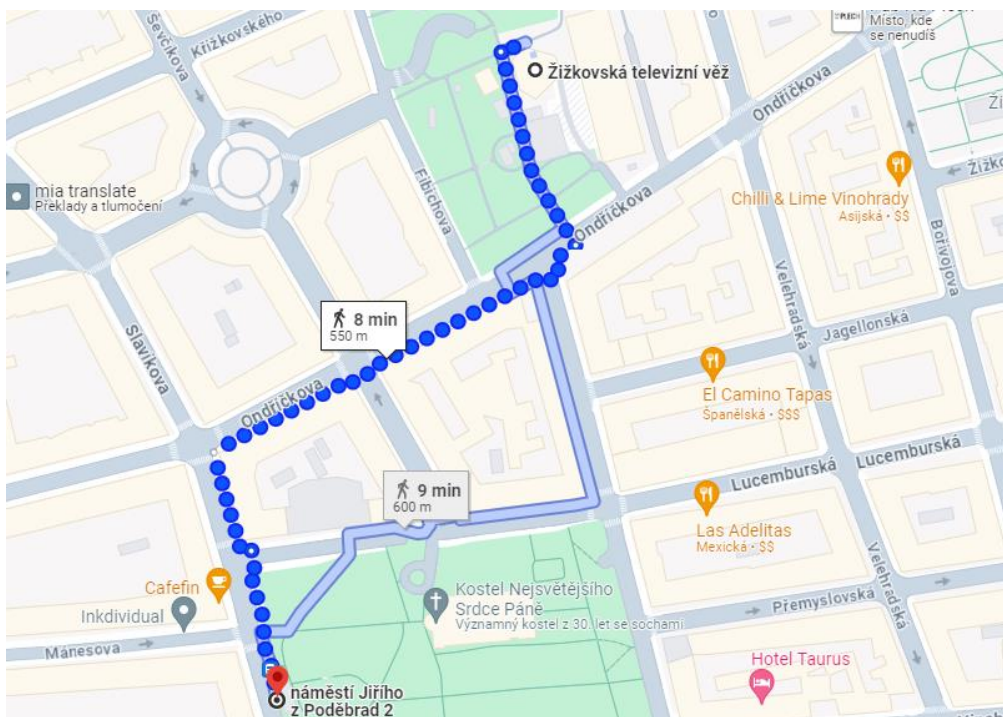 Ševčíkova
Křižkovského
PLECH
Místo, kde
se nenudíš
Žižkovská televizní věž
Ondříčkova
mia translate
Překlady a tlumočení
Fibichova
Chilli & Lime Vinohrady
Asijská · $$
Ondříčkova
Bořivojova
Velehradská
8 min
550 m
Slavíkova
Jagellonská
El Camino Tapas
Španělská · $$$
Ondříčkova
9 min
600 m
Lucemburská
Lucemburská
Las Adelitas
Mexická · $$
Cafefin
Kostel Nejsvětějšího
Srdce Páně
Významný kostel z 30. let se sochami
Inkdividual
Přemyslovská
Velehradská
Mánesova
Hotel Taurus
náměstí Jiřího
z Poděbrad 2